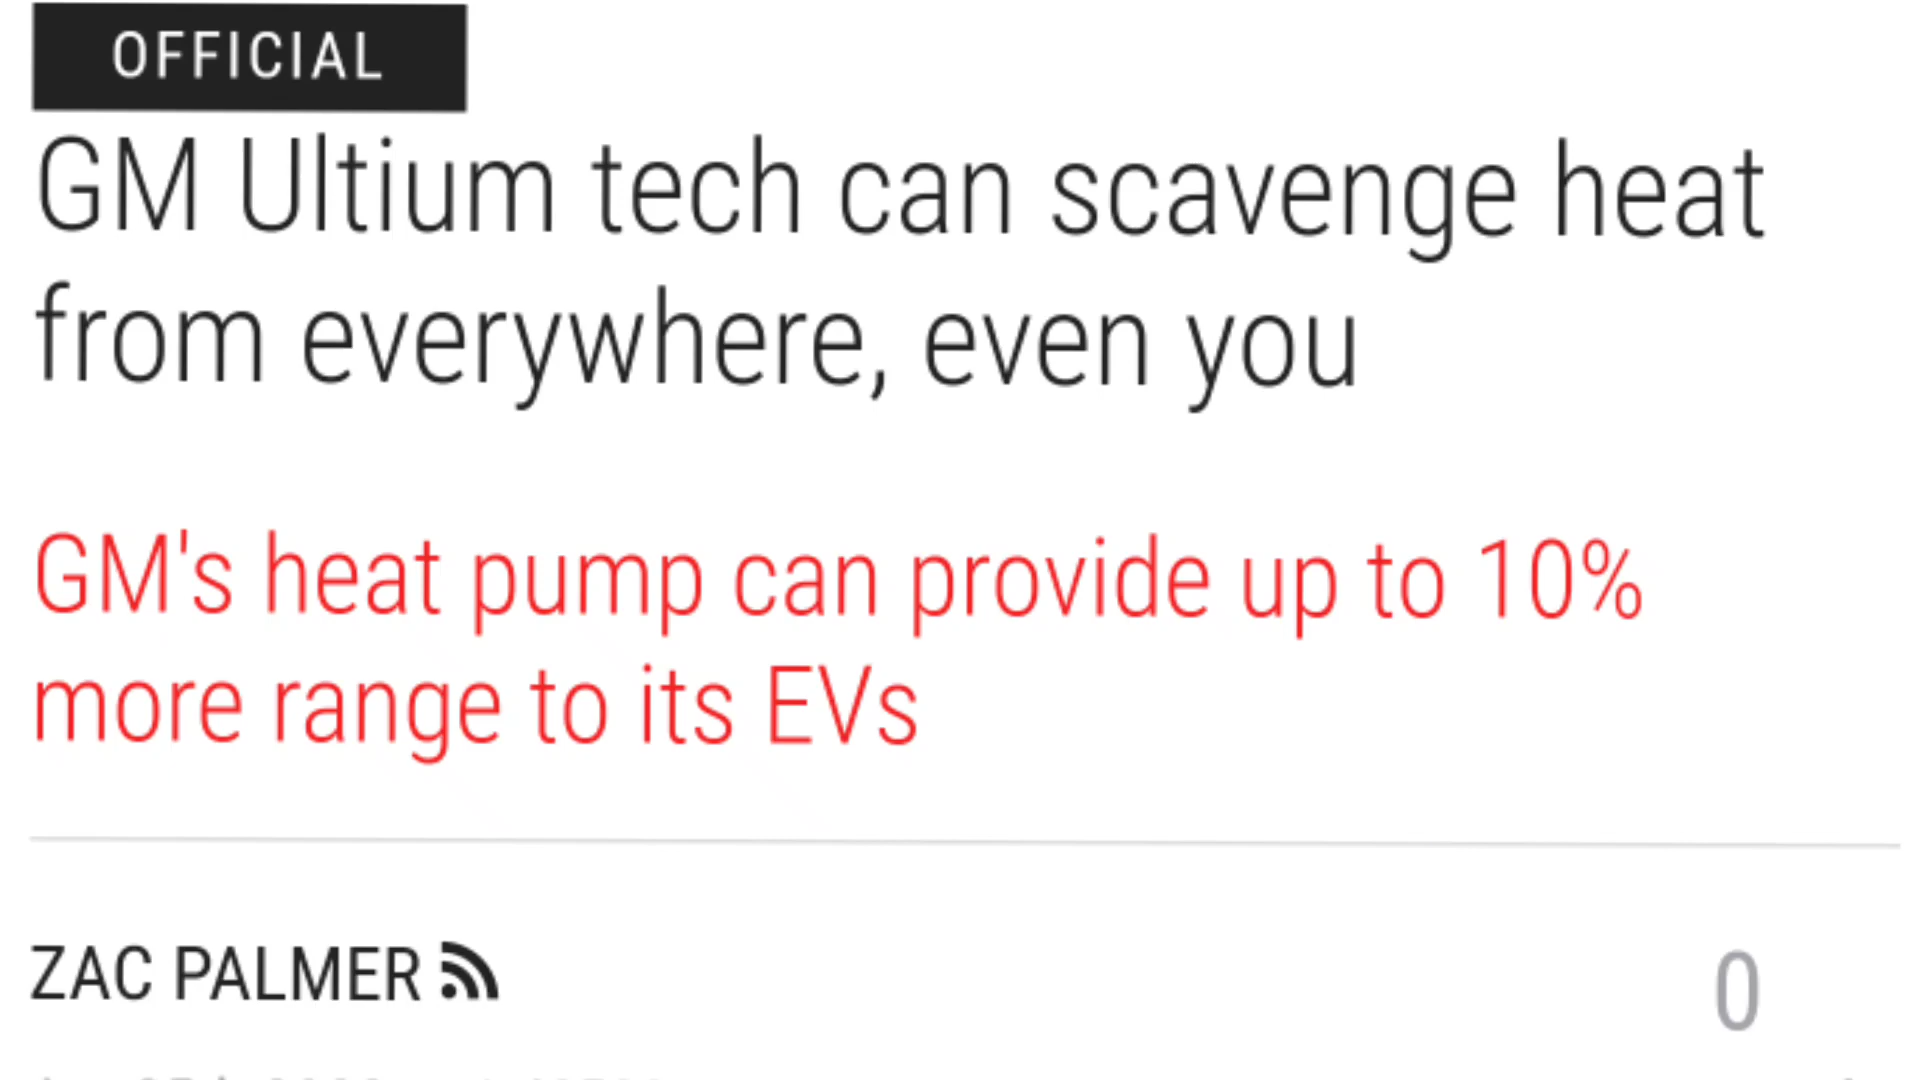 OFFICIAL
GM Ultium tech can scavenge heat
from everywhere, even you
GM's heat pump can provide up to 10%
more range to its EVs
ZAC PALMER
0